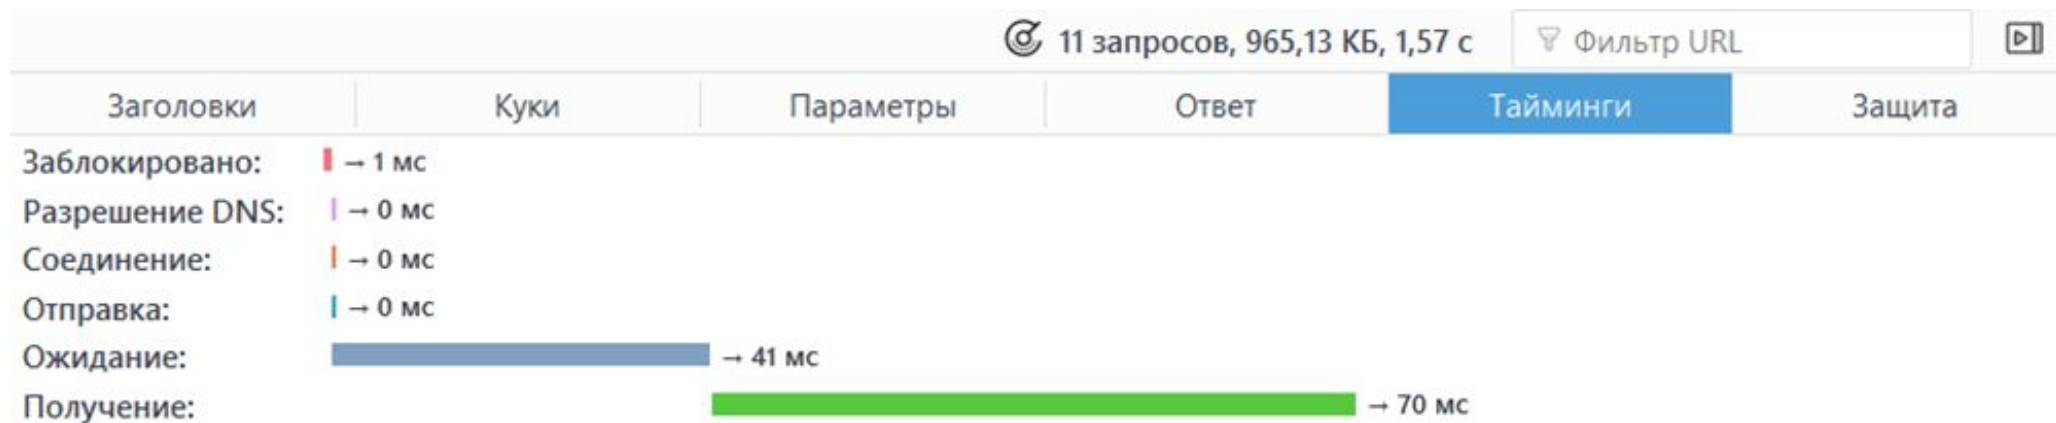 11 запросов, 965,13 КБ, 1,57 с Фильтр URL
Заголовки Куки Параметры Ответ Тайминги Защита
Заблокировано: → 1 мс
Разрешение DNS: → 0 мс
Соединение: → 0 мс
Отправка: → 0 мс
Ожидание: → 41 мс
Получение: → 70 мс